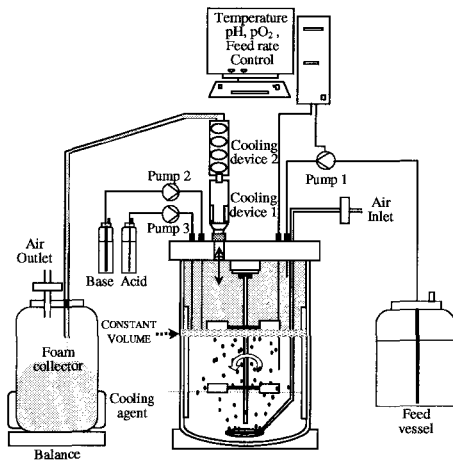 Temperature
pH, pO2 ,
Feed rate
Control
Cooling
device 2
Pump 2
Cooling
device 1
Pump 3
Pump 1
Air
Inlet
Base
Acid
Air
Outlet
CONSTANT
VOLUME
Foam
collector
Cooling
agent
Balance
Feed
vessel